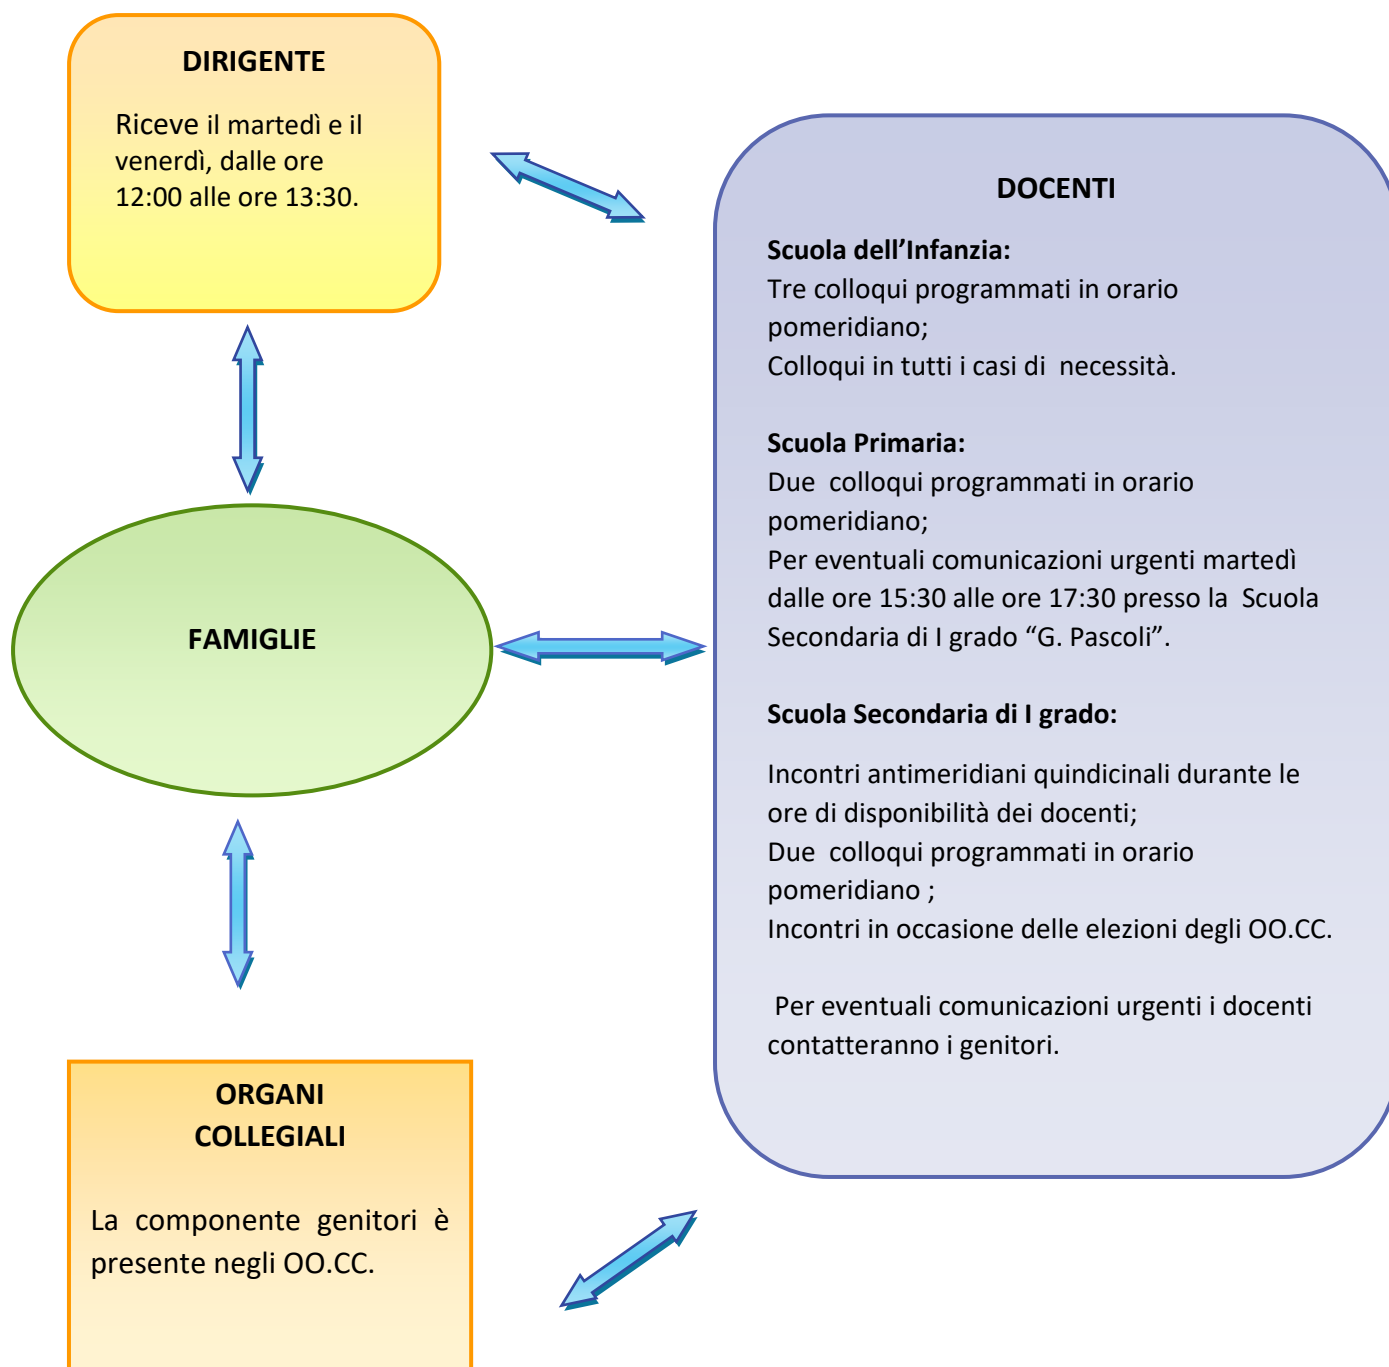 DIRIGENTE
Riceve il martedì e il
venerdì, dalle ore
12:00 alle ore 13:30.
DOCENTI
Scuola dell’Infanzia:
Tre colloqui programmati in orario
pomeridiano;
Colloqui in tutti i casi di  necessità.
Scuola Primaria:
Due  colloqui programmati in orario
pomeridiano;
Per eventuali comunicazioni urgenti martedì
dalle ore 15:30 alle ore 17:30 presso la  Scuola
Secondaria di I grado “G. Pascoli”.
Scuola Secondaria di I grado:
Incontri antimeridiani quindicinali durante le
ore di disponibilità dei docenti;
Due  colloqui programmati in orario
pomeridiano ;
Incontri in occasione delle elezioni degli OO.CC.
Per eventuali comunicazioni urgenti i docenti
contatteranno i genitori.
FAMIGLIE
ORGANI
COLLEGIALI
La componente genitori è
presente negli OO.CC.